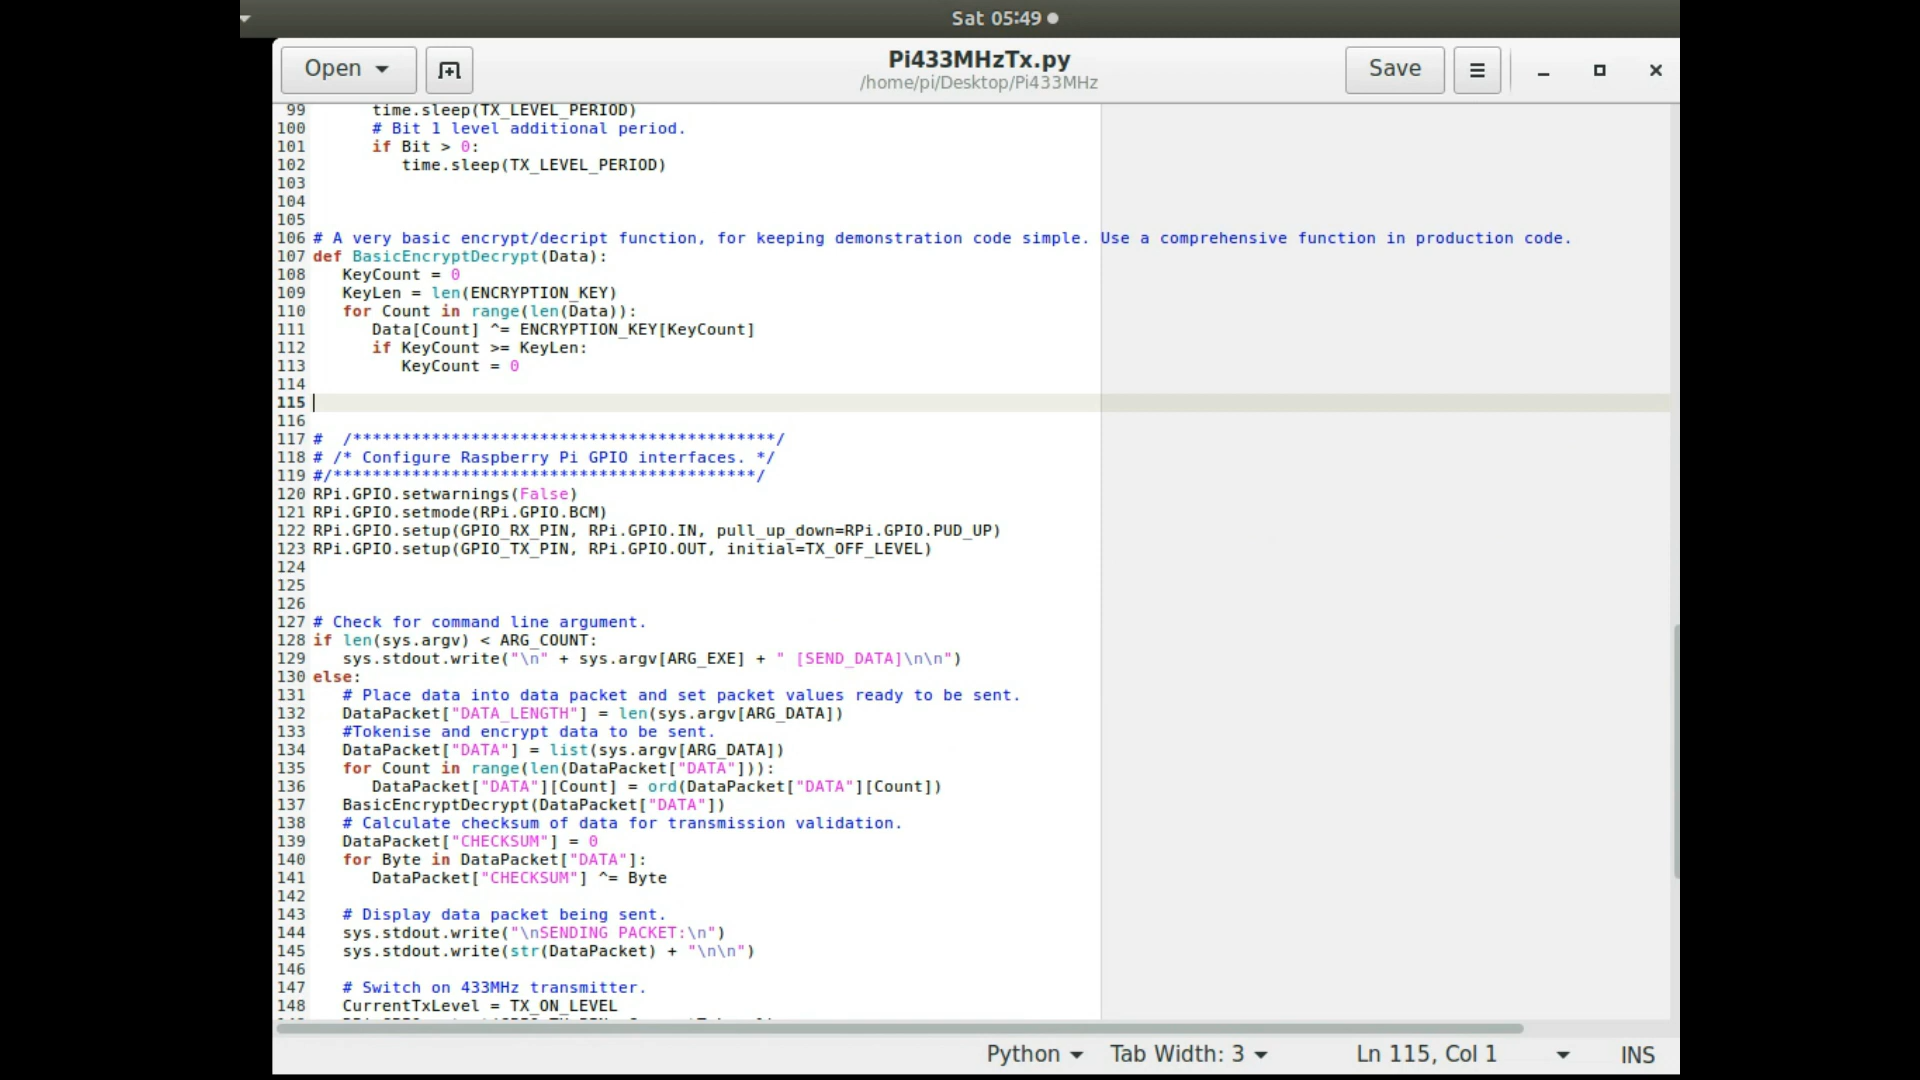 Sat 05:49
Open
Pi433MHzTx.py
/home/pi/Desktop/Pi433MHz
Save
99 time.sleep(TX_LEVEL_PERIOD)
100 # Bit 1 level additional period.
101 if Bit > 0:
102 time.sleep(TX_LEVEL_PERIOD)
103
104
105
106 # A very basic encrypt/decript function, for keeping demonstration code simple. Use a comprehensive function in production code.
107 def BasicEncryptDecrypt(Data):
108 KeyCount = 0
109 KeyLen = len(ENCRYPTION_KEY)
110 for Count in range(len(Data)):
111 Data[Count] ^= ENCRYPTION_KEY[KeyCount]
112 if KeyCount >= KeyLen:
113 KeyCount = 0
114
115
116
117 # /*******************************************/
118 # /* Configure Raspberry Pi GPIO interfaces. */
119 #/*******************************************/
120 RPi.GPIO.setwarnings(False)
121 RPi.GPIO.setmode(RPi.GPIO.BCM)
122 RPi.GPIO.setup(GPIO_RX_PIN, RPi.GPIO.IN, pull_up_down=RPi.GPIO.PUD_UP)
123 RPi.GPIO.setup(GPIO_TX_PIN, RPi.GPIO.OUT, initial=TX_OFF_LEVEL)
124
125
126
127 # Check for command line argument.
128 if len(sys.argv) < ARG_COUNT:
129 sys.stdout.write("\n" + sys.argv[ARG_EXE] + " [SEND_DATA]\n\n")
130 else:
131 # Place data into data packet and set packet values ready to be sent.
132 DataPacket["DATA_LENGTH"] = len(sys.argv[ARG_DATA])
133 #Tokenise and encrypt data to be sent.
134 DataPacket["DATA"] = list(sys.argv[ARG_DATA])
135 for Count in range(len(DataPacket["DATA"])):
136 DataPacket["DATA"][Count] = ord(DataPacket["DATA"][Count])
137 BasicEncryptDecrypt(DataPacket["DATA"])
138 # Calculate checksum of data for transmission validation.
139 DataPacket["CHECKSUM"] = 0
140 for Byte in DataPacket["DATA"]:
141 DataPacket["CHECKSUM"] ^= Byte
142
143 # Display data packet being sent.
144 sys.stdout.write("\nSENDING PACKET:\n")
145 sys.stdout.write(str(DataPacket) + "\n\n")
146
147 # Switch on 433MHz transmitter.
148 CurrentTxLevel = TX_ON_LEVEL
Python Tab Width: 3 Ln 115, Col 1 INS